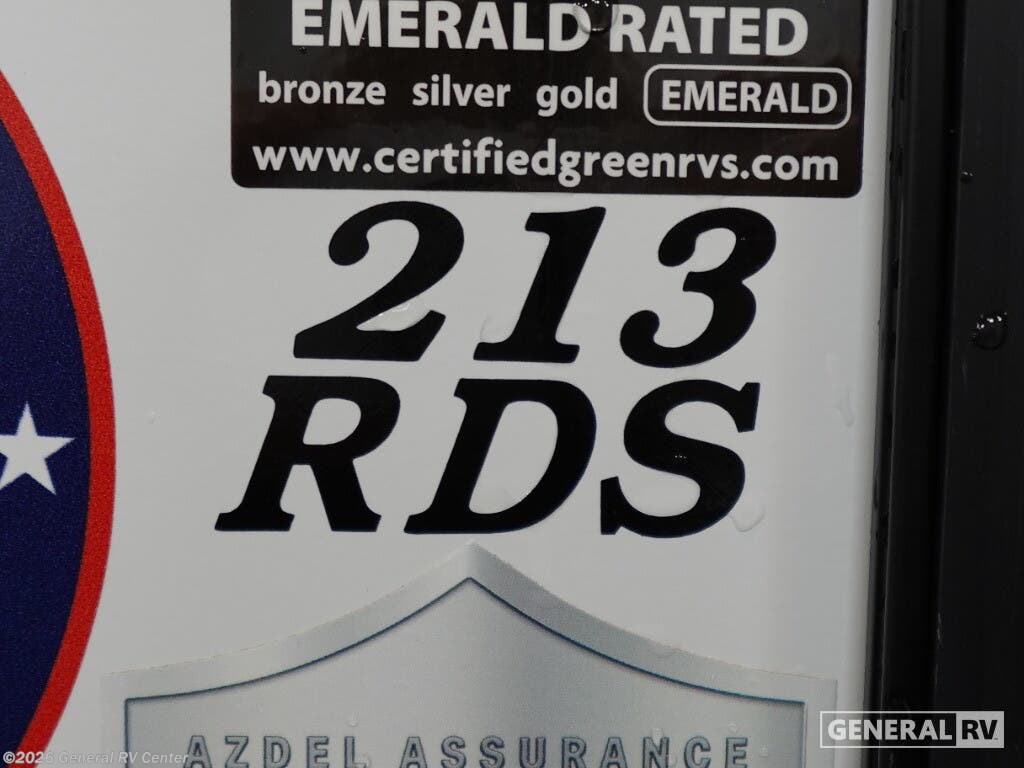 EMERALD RATED
bronze silver gold EMERALD
www.certifiedgreenrvs.com
213
RDS
AZDEL ASSURANCE
GENERAL RV
©2026 General RV Center